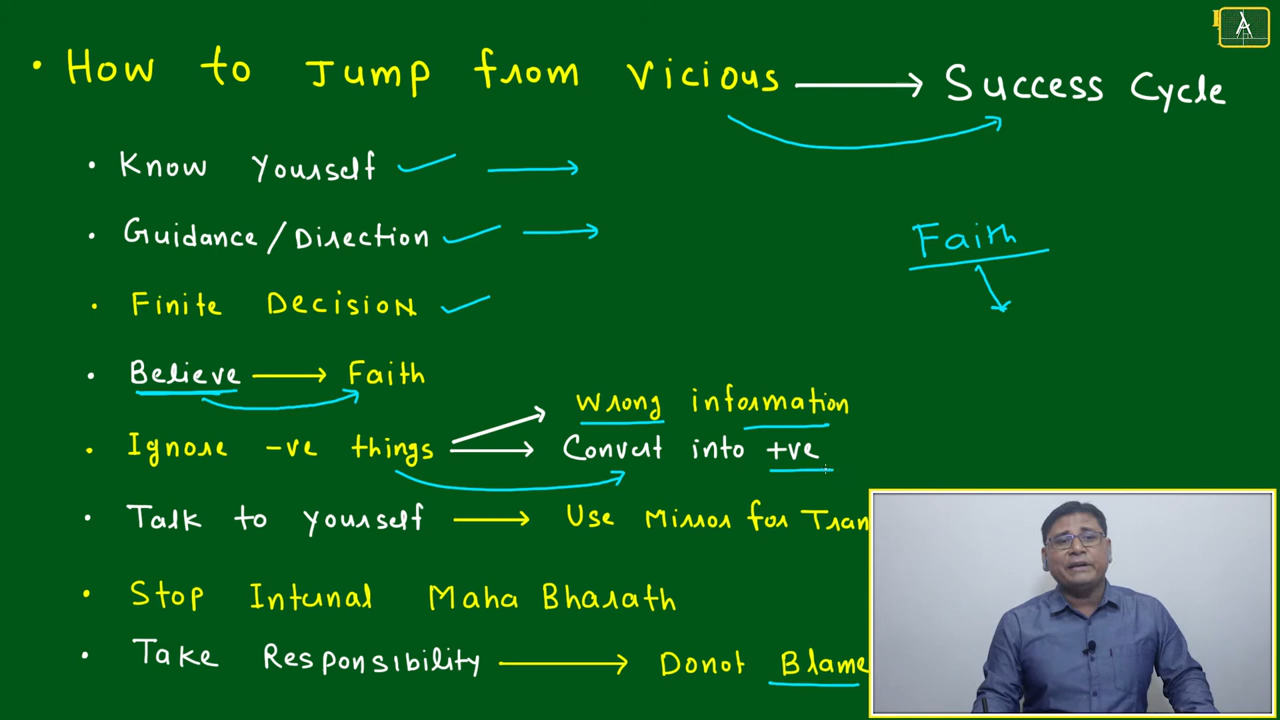 • How to Jump from Vicious → Success Cycle
• Know Yourself ✓ →
• Guidance/Direction ✓ →
Faith
• Finite Decision ✓
• Believe → Faith
Wrong information
• Ignore -ve things → Convert into +ve
• Talk to yourself → Use Mirror for Tran
• Stop Internal Maha Bharath
• Take Responsibility → Donot Blame